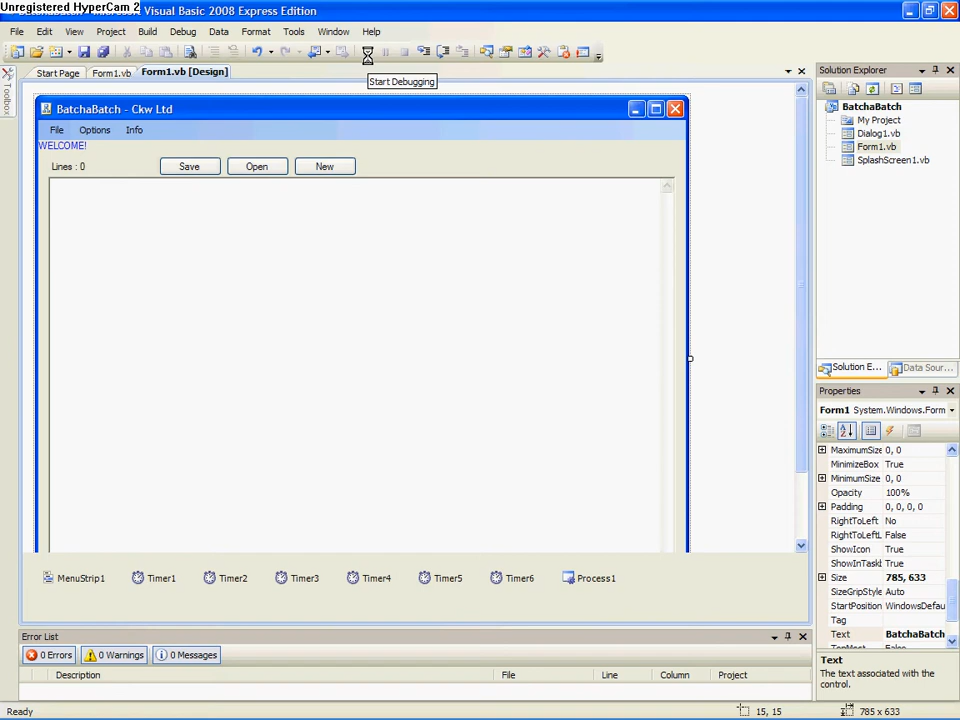 Unregistered HyperCam 2
Visual Basic 2008 Express Edition
File Edit View Project Build Debug Data Format Tools Window Help
Start Debugging
Start Page Form1.vb Form1.vb [Design]
Toolbox
BatchaBatch - Ckw Ltd
File Options Info
WELCOME!
Lines : 0 Save Open New
MenuStrip1 Timer1 Timer2 Timer3 Timer4 Timer5 Timer6 Process1
Error List
0 Errors 0 Warnings 0 Messages
Description File Line Column Project
Ready 15, 15 785 x 633
Solution Explorer
BatchaBatch
My Project
Dialog1.vb
Form1.vb
SplashScreen1.vb
Solution E... Data Sour...
Properties
Form1 System.Windows.Form
MaximumSize 0, 0
MinimizeBox True
MinimumSize 0, 0
Opacity 100%
Padding 0, 0, 0, 0
RightToLeft No
RightToLeftL False
ShowIcon True
ShowInTaskl True
Size 785, 633
SizeGripStyle Auto
StartPosition WindowsDefau
Tag
Text BatchaBatch
Text
The text associated with the
control.